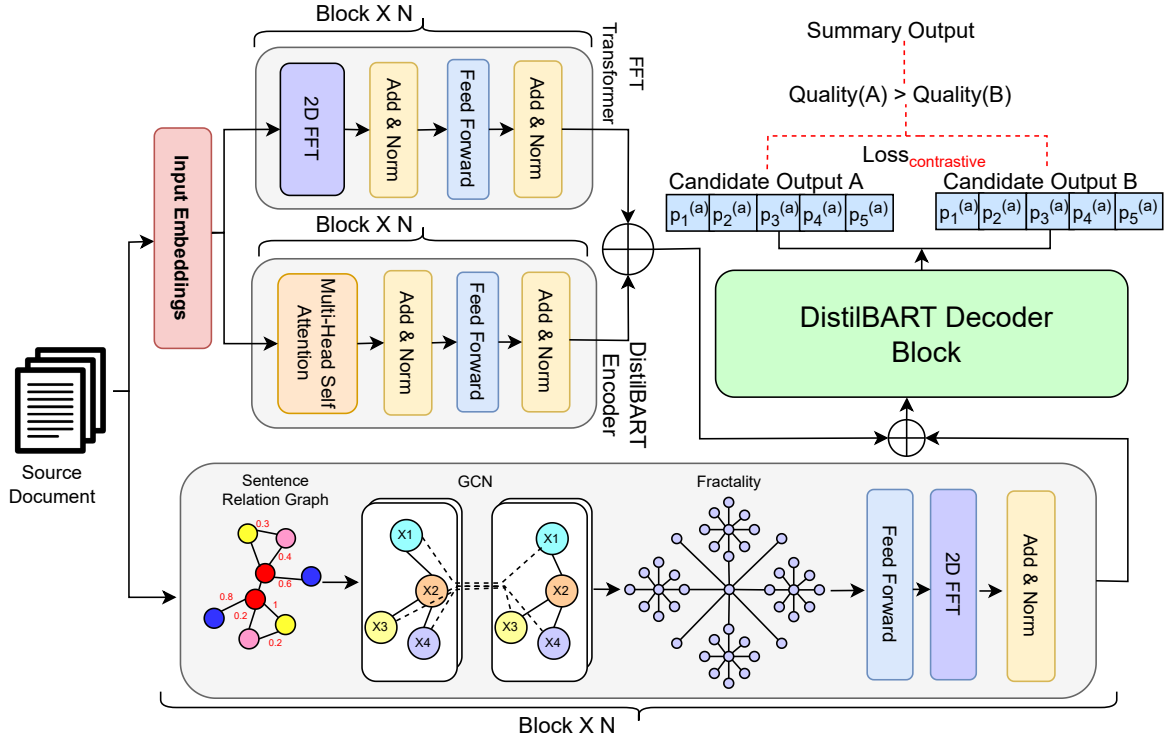 Block X N
2D FFT
Add & Norm
Feed Forward
Add & Norm
FFT
Transformer
Input Embeddings
Block X N
Multi-Head Self
Attention
Add & Norm
Feed Forward
Add & Norm
DistilBART
Encoder
Summary Output
Quality(A) > Quality(B)
Loss contrastive
Candidate Output A
p1(a) p2(a) p3(a) p4(a) p5(a)
Candidate Output B
p1(a) p2(a) p3(a) p4(a) p5(a)
DistilBART Decoder
Block
Source
Document
Sentence
Relation Graph
0.3
0.4
0.6
0.8
1
0.2
0.2
GCN
X1
X2
X3
X4
X1
X2
X3
X4
Fractality
Feed Forward
2D FFT
Add & Norm
Block X N